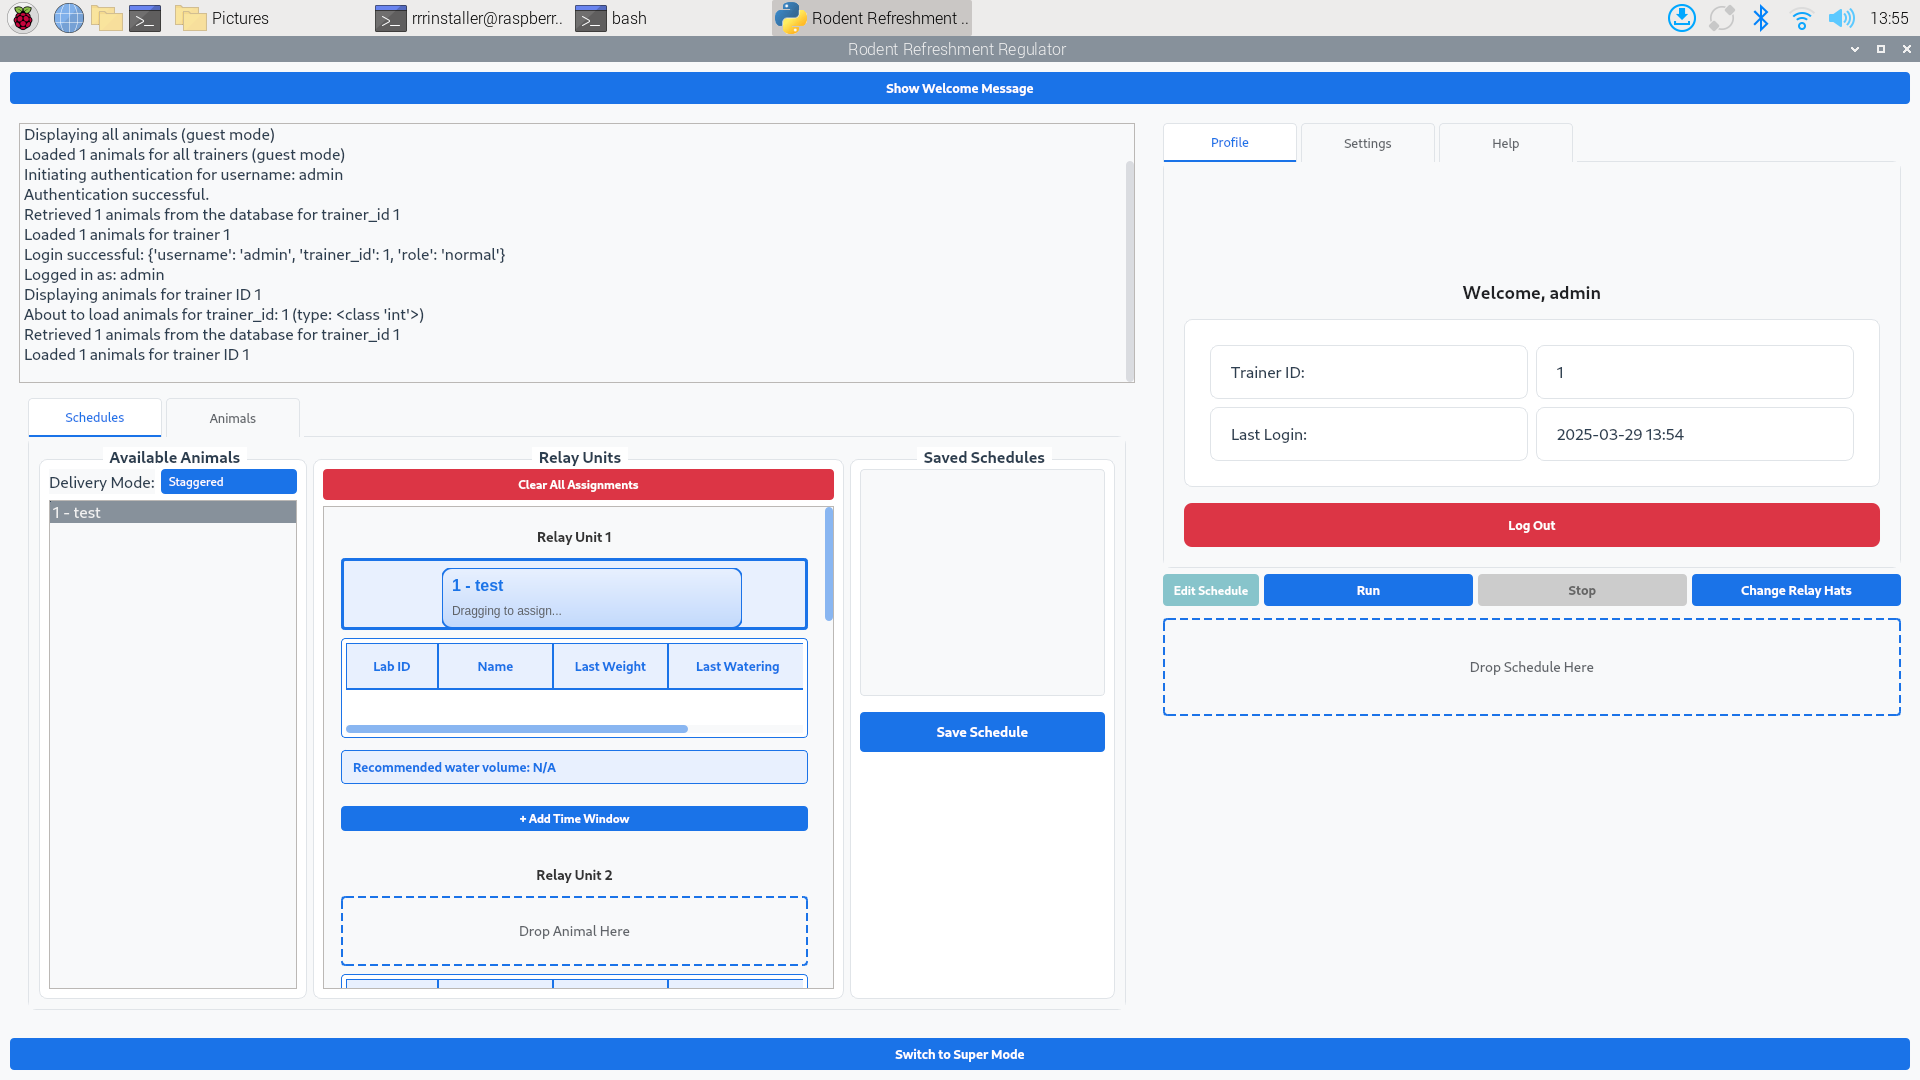 Pictures
rrrinstaller@raspberr..
bash
Rodent Refreshment ..
13:55
Rodent Refreshment Regulator
Show Welcome Message
Displaying all animals (guest mode)
Loaded 1 animals for all trainers (guest mode)
Initiating authentication for username: admin
Authentication successful.
Retrieved 1 animals from the database for trainer_id 1
Loaded 1 animals for trainer 1
Login successful: {'username': 'admin', 'trainer_id': 1, 'role': 'normal'}
Logged in as: admin
Displaying animals for trainer ID 1
About to load animals for trainer_id: 1 (type: <class 'int'>)
Retrieved 1 animals from the database for trainer_id 1
Loaded 1 animals for trainer ID 1
Schedules
Animals
Available Animals
Delivery Mode:
Staggered
1 - test
Relay Units
Clear All Assignments
Relay Unit 1
1 - test
Dragging to assign...
Lab ID
Name
Last Weight
Last Watering
Recommended water volume: N/A
+ Add Time Window
Relay Unit 2
Drop Animal Here
Saved Schedules
Save Schedule
Profile
Settings
Help
Welcome, admin
Trainer ID:
1
Last Login:
2025-03-29 13:54
Log Out
Edit Schedule
Run
Stop
Change Relay Hats
Drop Schedule Here
Switch to Super Mode